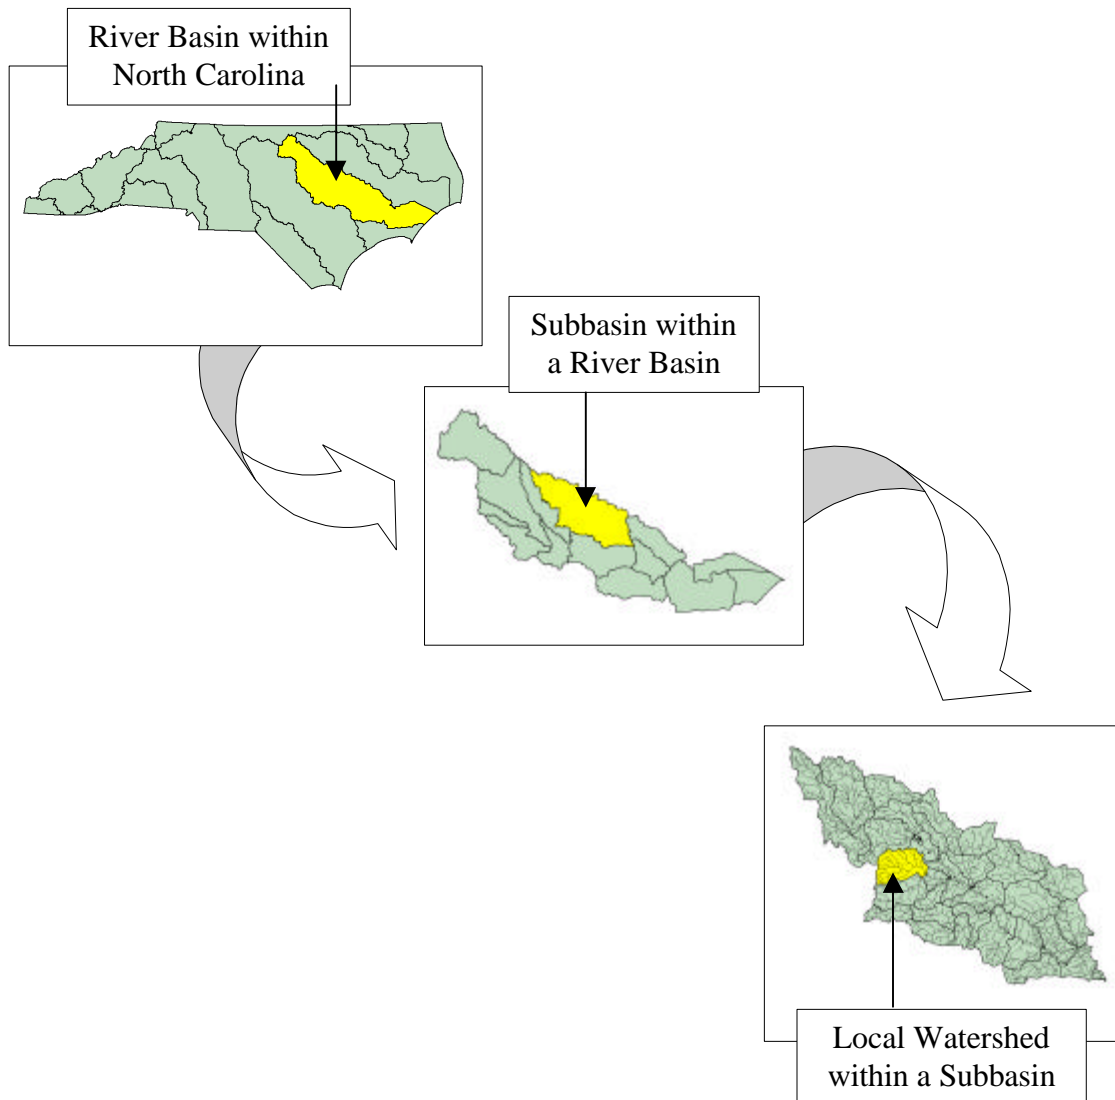 River Basin within
North Carolina
Subbasin within
a River Basin
Local Watershed
within a Subbasin